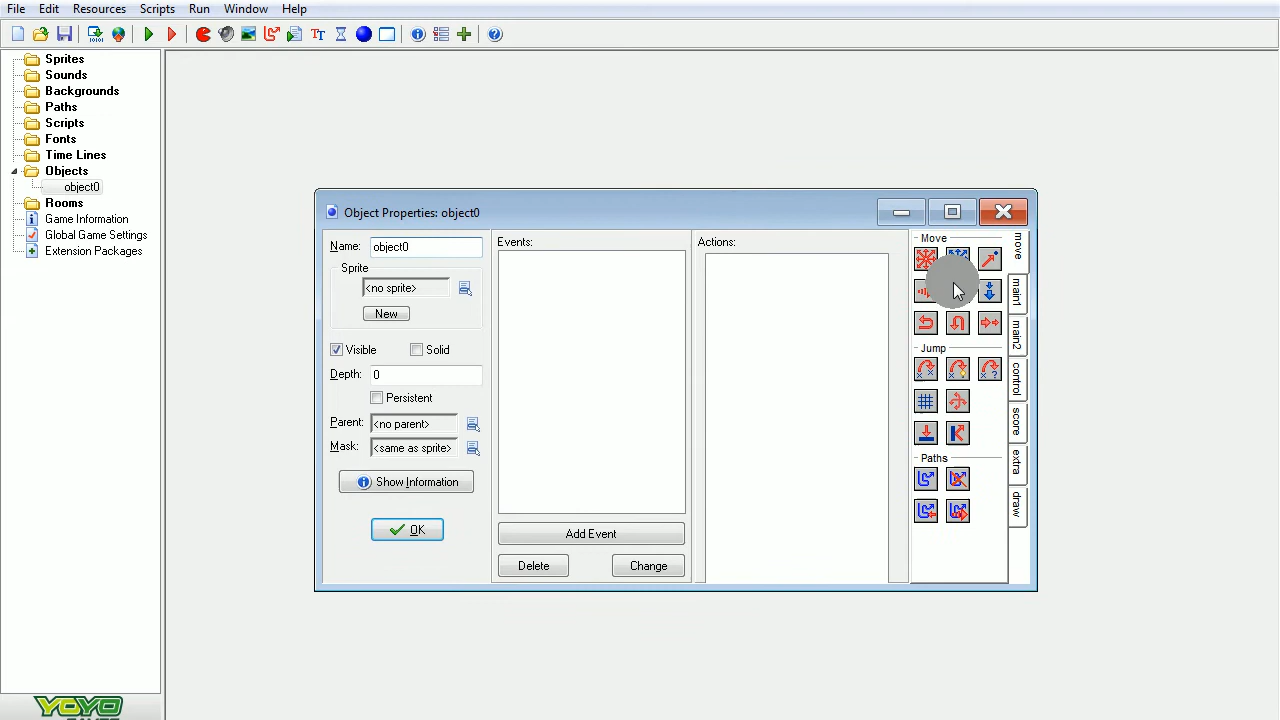 File Edit Resources Scripts Run Window Help
Sprites
Sounds
Backgrounds
Paths
Scripts
Fonts
Time Lines
Objects
object0
Rooms
Game Information
Global Game Settings
Extension Packages
YOYO
Object Properties: object0
Name: object0
Sprite
<no sprite>
New
Visible Solid
Depth: 0
Persistent
Parent: <no parent>
Mask: <same as sprite>
Show Information
OK
Events:
Add Event
Delete Change
Actions:
Move
Jump
Paths
move
main1
main2
control
score
extra
draw